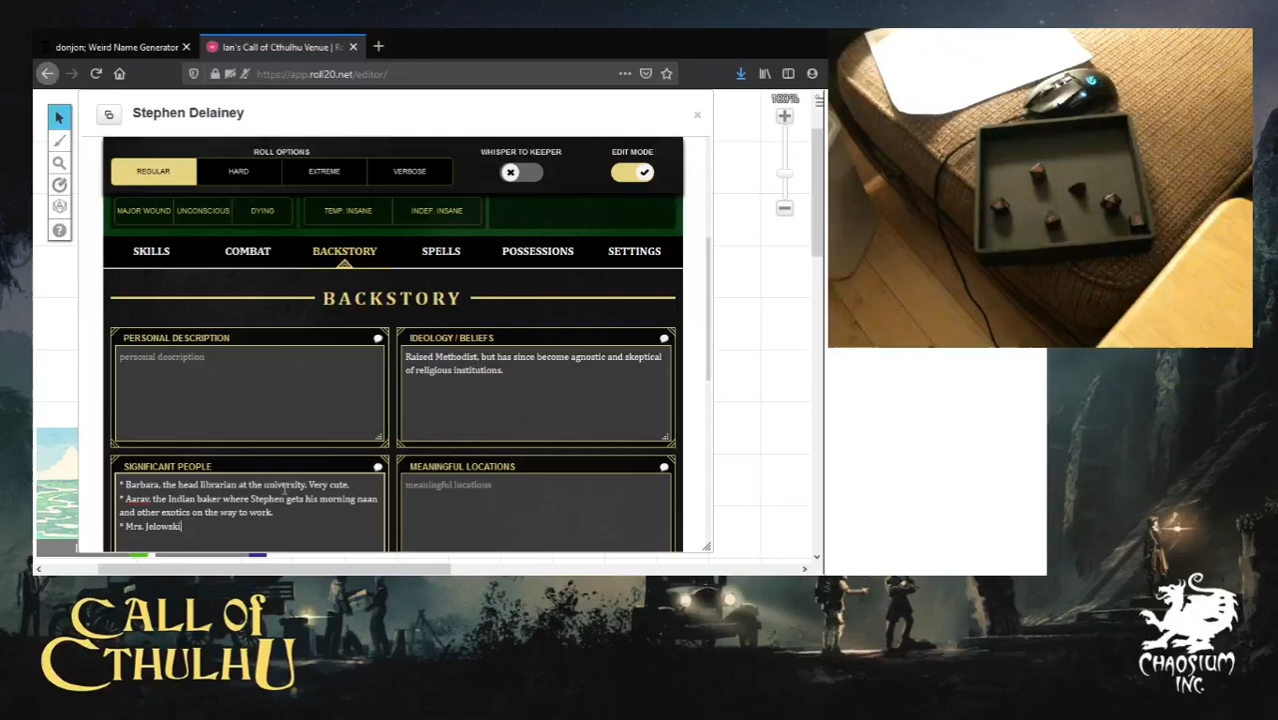 donjon; Weird Name Generator
Ian's Call of Cthulhu Venue | Ro
https://app.roll20.net/editor/
Stephen Delainey
ROLL OPTIONS
WHISPER TO KEEPER
EDIT MODE
REGULAR
HARD
EXTREME
VERBOSE
MAJOR WOUND
UNCONSCIOUS
DYING
TEMP. INSANE
INDEF. INSANE
SKILLS
COMBAT
BACKSTORY
SPELLS
POSSESSIONS
SETTINGS
BACKSTORY
PERSONAL DESCRIPTION
personal description
IDEOLOGY / BELIEFS
Raised Methodist, but has since become agnostic and skeptical
of religious institutions.
SIGNIFICANT PEOPLE
* Barbara, the head librarian at the university. Very cute.
* Aarav, the Indian baker where Stephen gets his morning naan
and other exotics on the way to work.
* Mrs. Jelowski
MEANINGFUL LOCATIONS
meaningful locations
CALL of
CTHULHU
CHAOSIUM
INC.